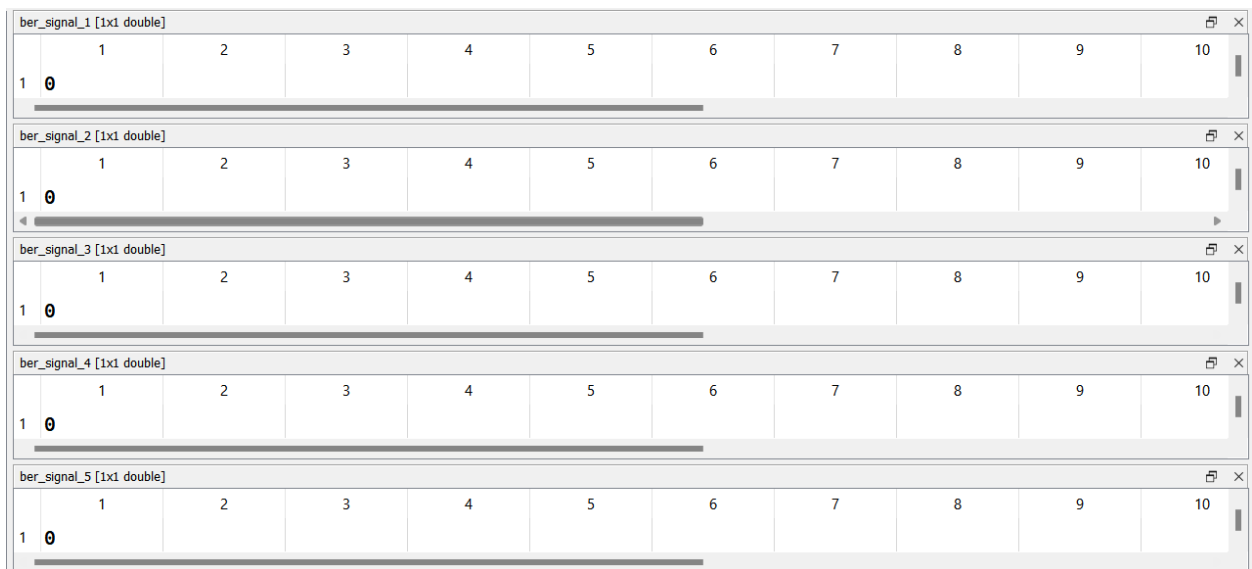 ber_signal_1 [1x1 double]
1 2 3 4 5 6 7 8 9 10
1 0
ber_signal_2 [1x1 double]
1 2 3 4 5 6 7 8 9 10
1 0
ber_signal_3 [1x1 double]
1 2 3 4 5 6 7 8 9 10
1 0
ber_signal_4 [1x1 double]
1 2 3 4 5 6 7 8 9 10
1 0
ber_signal_5 [1x1 double]
1 2 3 4 5 6 7 8 9 10
1 0